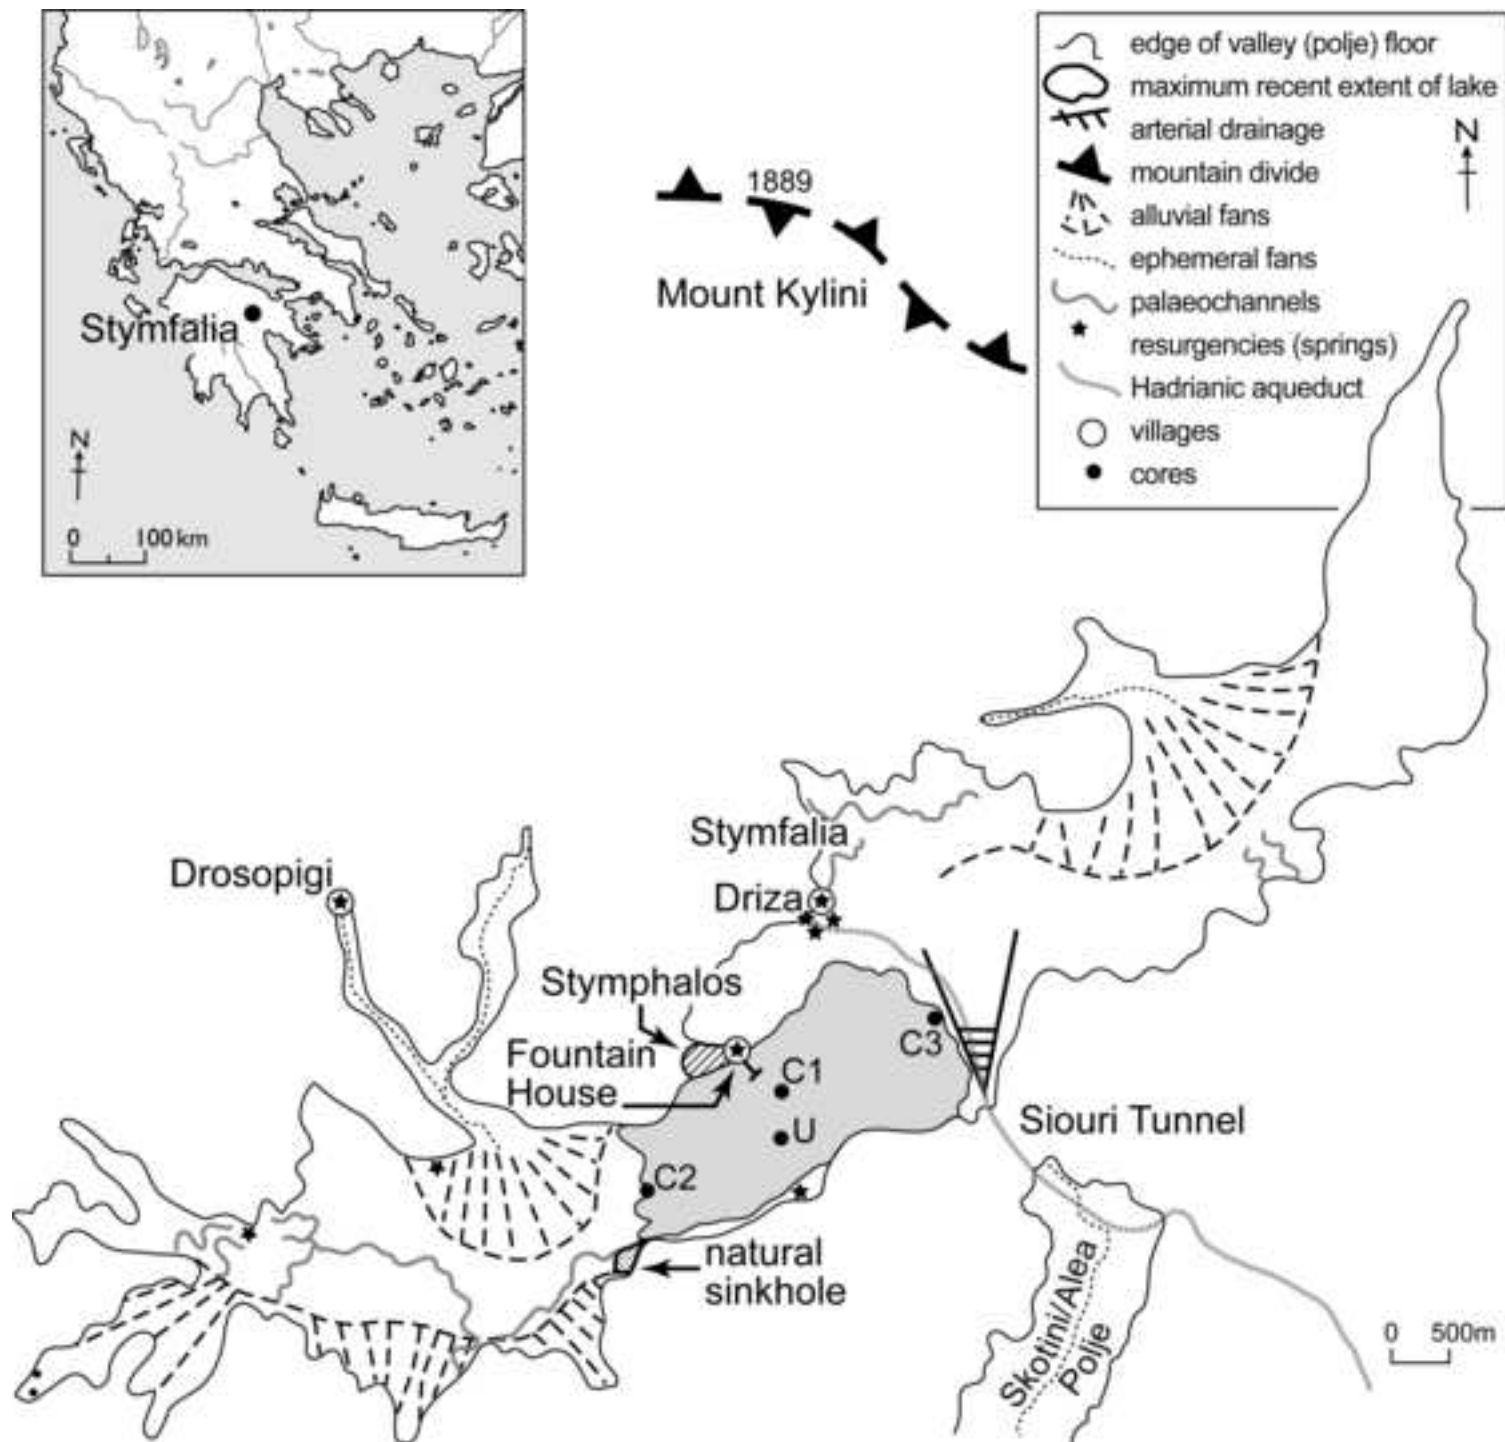 Stymfalia
N
0 100 km
edge of valley (polje) floor
maximum recent extent of lake
arterial drainage
mountain divide
alluvial fans
ephemeral fans
palaeochannels
resurgencies (springs)
Hadrianic aqueduct
villages
cores
N
1889
Mount Kylini
Stymfalia
Drosopigi
Driza
Stymphalos
Fountain
House
C3
C1
U
C2
Siouri Tunnel
natural
sinkhole
Skotini/Alea
Polje
0 500m